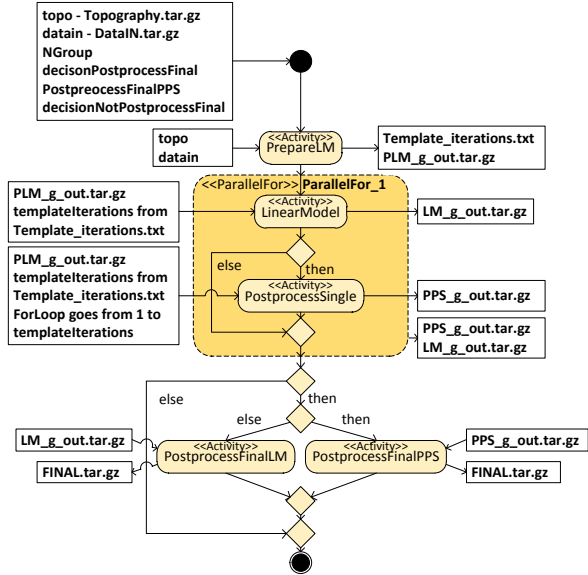 topo - Topography.tar.gz
datain - DataIN.tar.gz
NGroup
decisonPostprocessFinal
PostpreocessFinalPPS
decisionNotPostprocessFinal
topo
datain
<<Activity>>
PrepareLM
Template_iterations.txt
PLM_g_out.tar.gz
<<ParallelFor>> ParallelFor_1
PLM_g_out.tar.gz
templateIterations from
Template_iterations.txt
<<Activity>>
LinearModel
LM_g_out.tar.gz
else
then
PLM_g_out.tar.gz
templateIterations from
Template_iterations.txt
ForLoop goes from 1 to
templateIterations
<<Activity>>
PostprocessSingle
PPS_g_out.tar.gz
PPS_g_out.tar.gz
LM_g_out.tar.gz
else
then
else
then
LM_g_out.tar.gz
FINAL.tar.gz
<<Activity>>
PostprocessFinalLM
<<Activity>>
PostprocessFinalPPS
PPS_g_out.tar.gz
FINAL.tar.gz